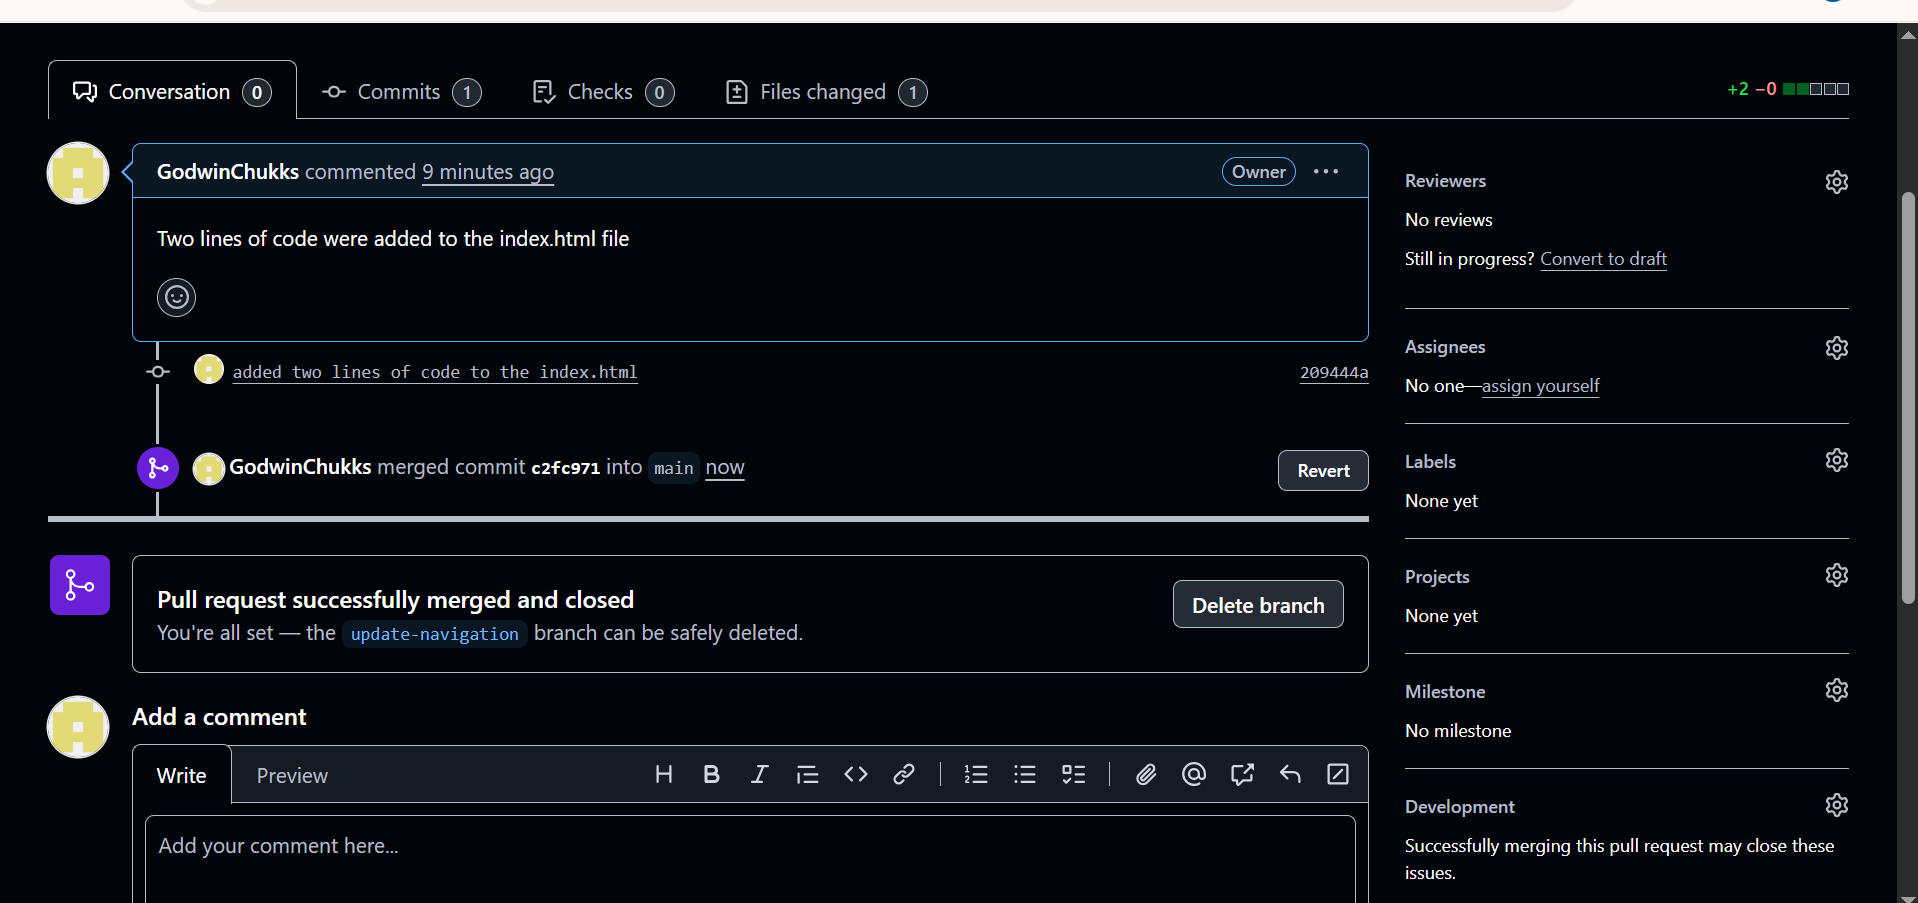 Conversation 0
Commits 1
Checks 0
Files changed 1
+2 −0
GodwinChukks commented 9 minutes ago
Owner
Two lines of code were added to the index.html file
added two lines of code to the index.html
209444a
GodwinChukks merged commit c2fc971 into main now
Revert
Pull request successfully merged and closed
You're all set — the update-navigation branch can be safely deleted.
Delete branch
Add a comment
Write
Preview
Add your comment here...
Reviewers
No reviews
Still in progress? Convert to draft
Assignees
No one—assign yourself
Labels
None yet
Projects
None yet
Milestone
No milestone
Development
Successfully merging this pull request may close these
issues.